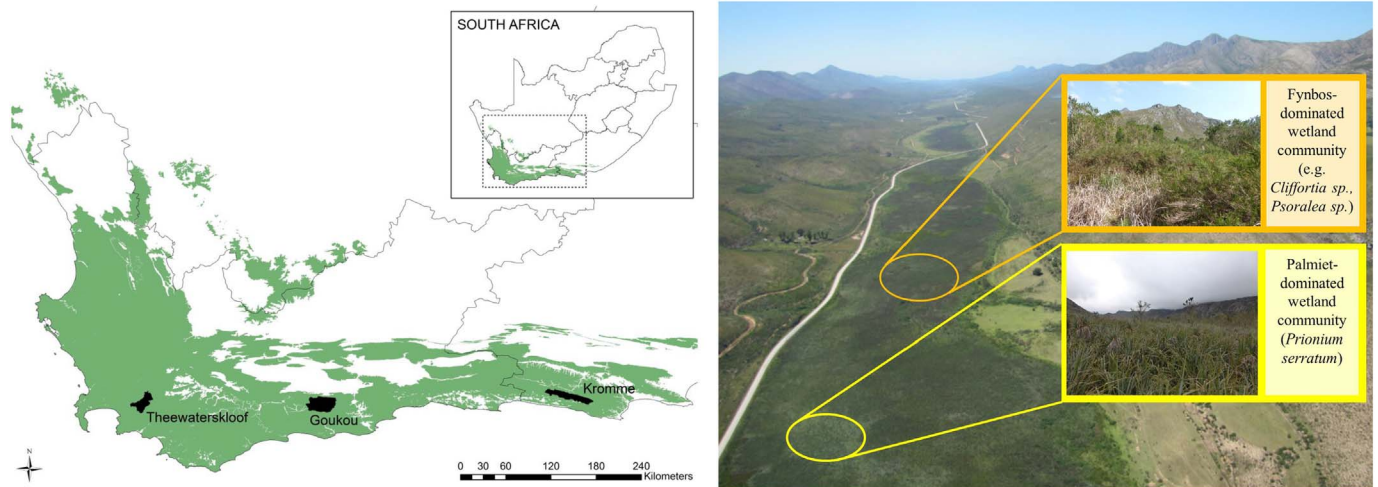 SOUTH AFRICA
Theewaterskloof
Goukou
Kromme
N
0 30 60 120 180 240
Kilometers
Fynbos-
dominated
wetland
community
(e.g.
Cliffortia sp.,
Psoralea sp.)
Palmiet-
dominated
wetland
community
(Prionium
serratum)